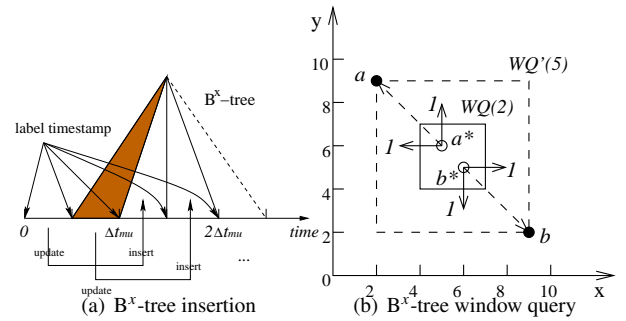 B^x–tree
label timestamp
0
Δt_mu
2Δt_mu
time
update
insert
update
insert
...
(a) B^x-tree insertion
y
10
8
6
4
2
0
2
4
6
8
10
x
a
WQ'(5)
WQ(2)
1
1
a*
b*
1
1
b
(b) B^x-tree window query